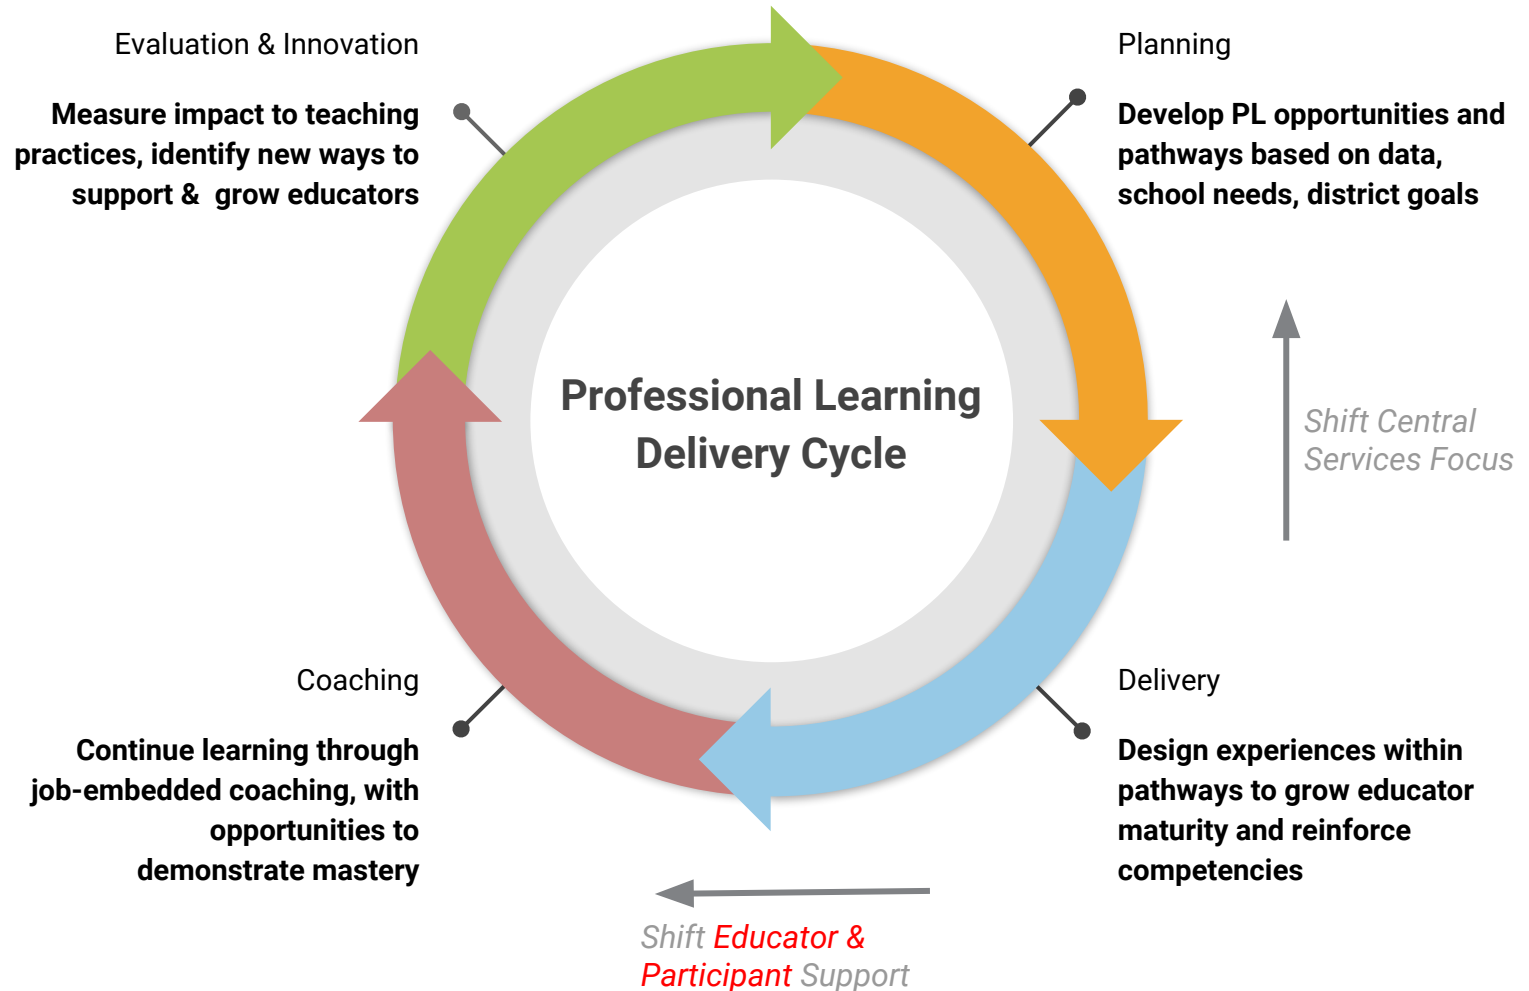 Evaluation & Innovation
Measure impact to teaching
practices, identify new ways to
support &  grow educators
Planning
Develop PL opportunities and
pathways based on data,
school needs, district goals
Professional Learning
Delivery Cycle
Shift Central
Services Focus
Coaching
Continue learning through
job-embedded coaching, with
opportunities to
demonstrate mastery
Delivery
Design experiences within
pathways to grow educator
maturity and reinforce
competencies
Shift Educator &
Participant Support